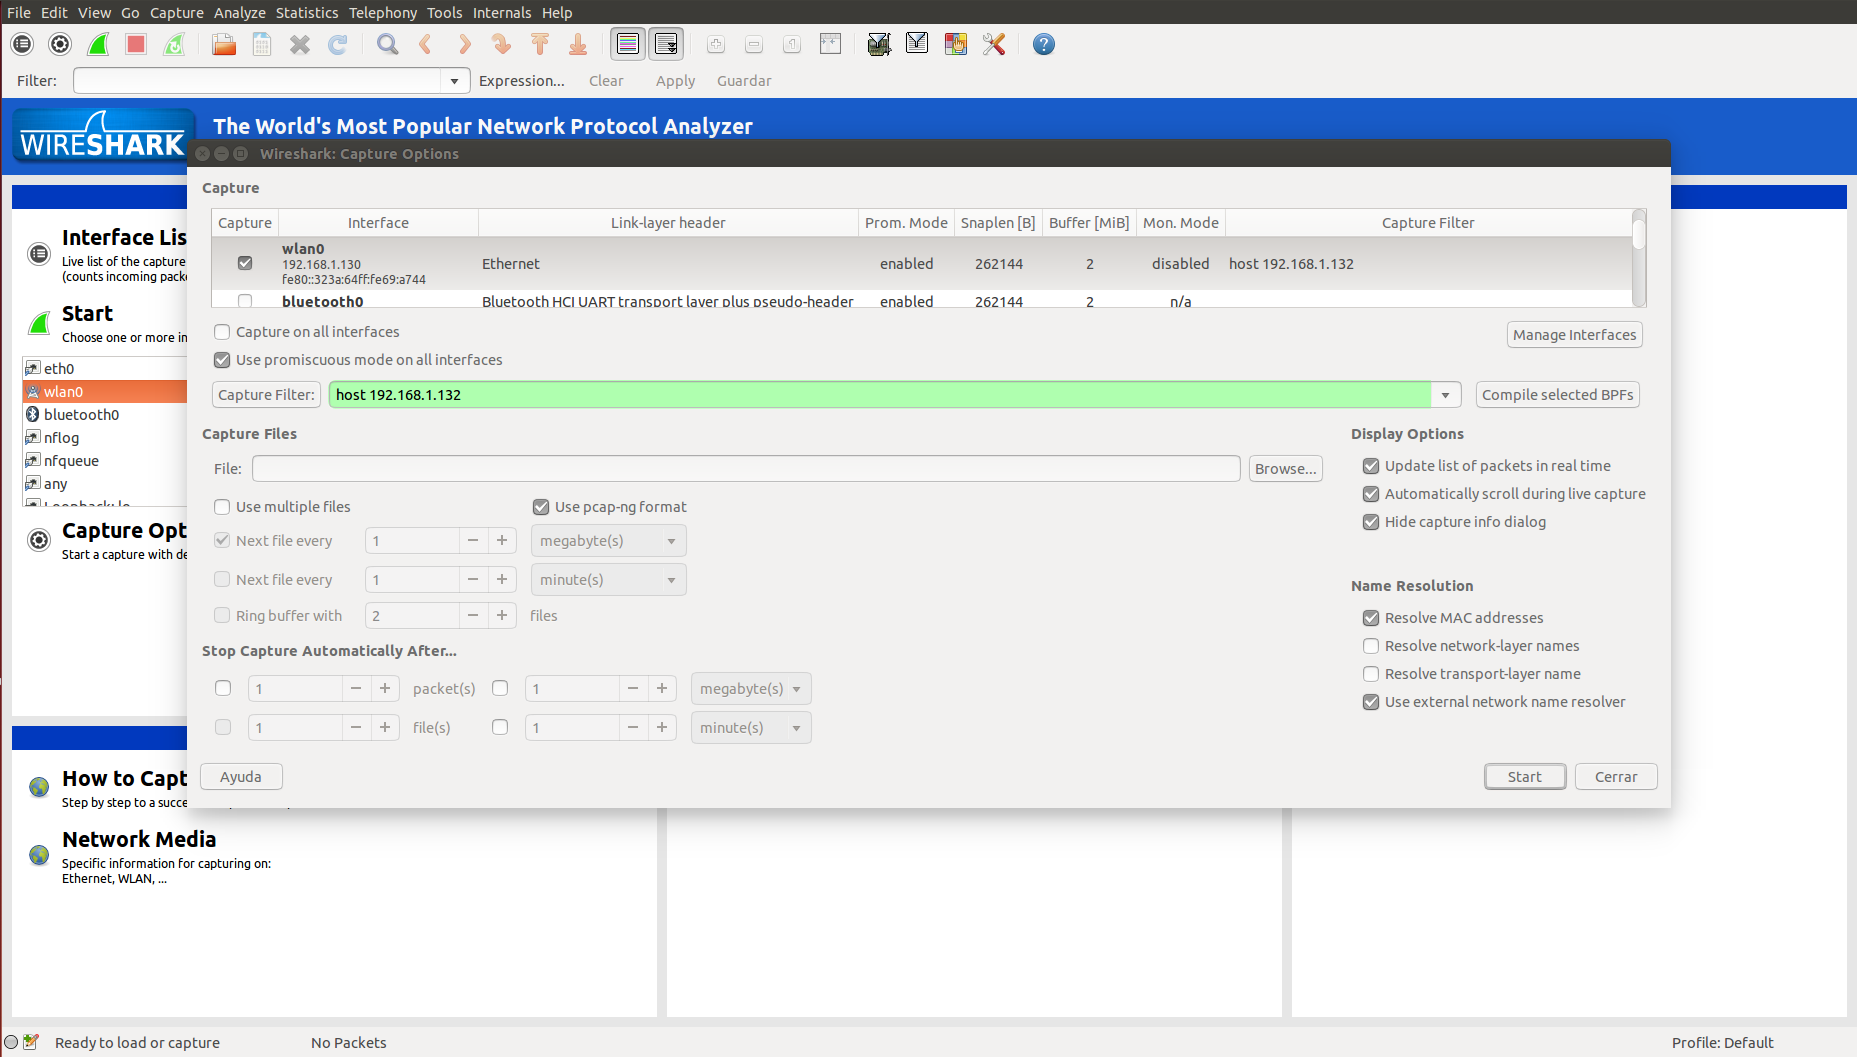 File Edit View Go Capture Analyze Statistics Telephony Tools Internals Help
Filter: Expression... Clear Apply Guardar
WIRESHARK The World's Most Popular Network Protocol Analyzer
Wireshark: Capture Options
Interface Lis
Live list of the capture
(counts incoming packe
Start
Choose one or more in
eth0
wlan0
bluetooth0
nflog
nfqueue
any
Capture Opt
Start a capture with de
How to Capt
Step by step to a succe
Network Media
Specific information for capturing on:
Ethernet, WLAN, ...
Capture
Capture Interface Link-layer header Prom. Mode Snaplen [B] Buffer [MiB] Mon. Mode Capture Filter
wlan0
192.168.1.130
fe80::323a:64ff:fe69:a744
Ethernet enabled 262144 2 disabled host 192.168.1.132
bluetooth0 Bluetooth HCI UART transport layer plus pseudo-header enabled 262144 2 n/a
Capture on all interfaces
Manage Interfaces
Use promiscuous mode on all interfaces
Capture Filter: host 192.168.1.132 Compile selected BPFs
Capture Files
File: Browse...
Use multiple files Use pcap-ng format
Next file every 1 − + megabyte(s)
Next file every 1 − + minute(s)
Ring buffer with 2 − + files
Stop Capture Automatically After...
1 − + packet(s) 1 − + megabyte(s)
1 − + file(s) 1 − + minute(s)
Display Options
Update list of packets in real time
Automatically scroll during live capture
Hide capture info dialog
Name Resolution
Resolve MAC addresses
Resolve network-layer names
Resolve transport-layer name
Use external network name resolver
Ayuda Start Cerrar
Ready to load or capture No Packets Profile: Default